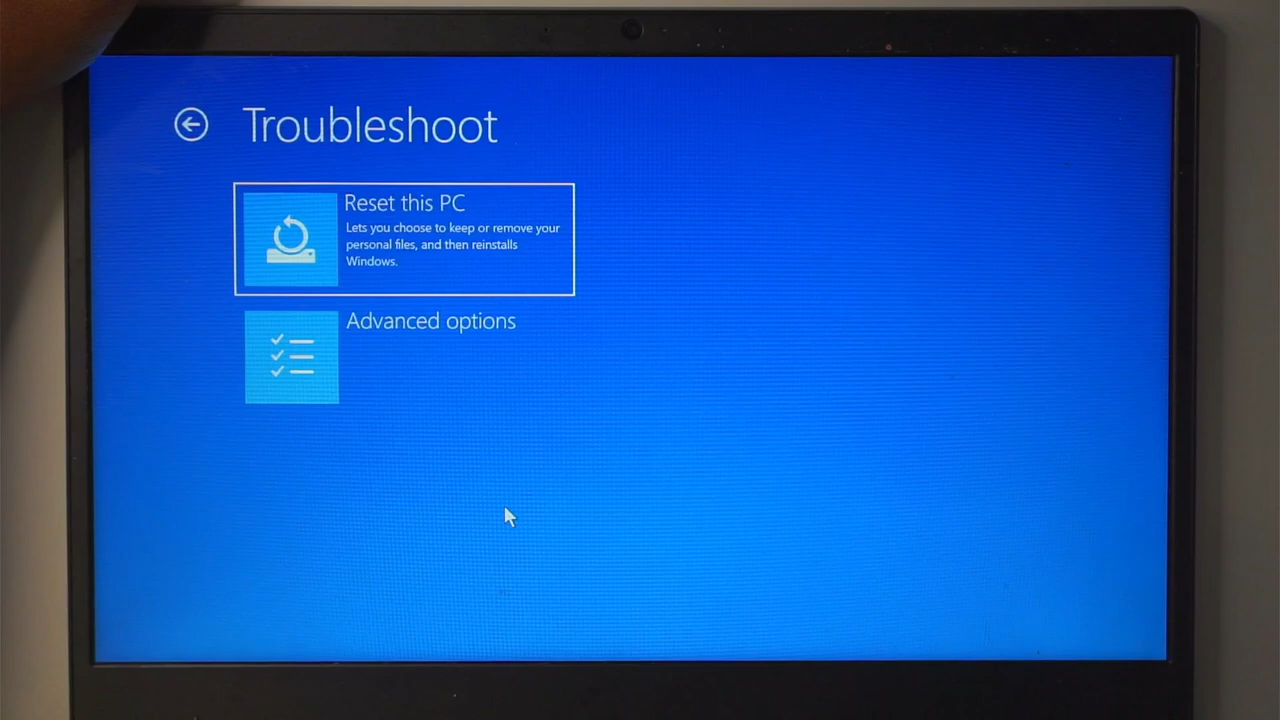 Troubleshoot
Reset this PC
Lets you choose to keep or remove your
personal files, and then reinstalls
Windows.
Advanced options